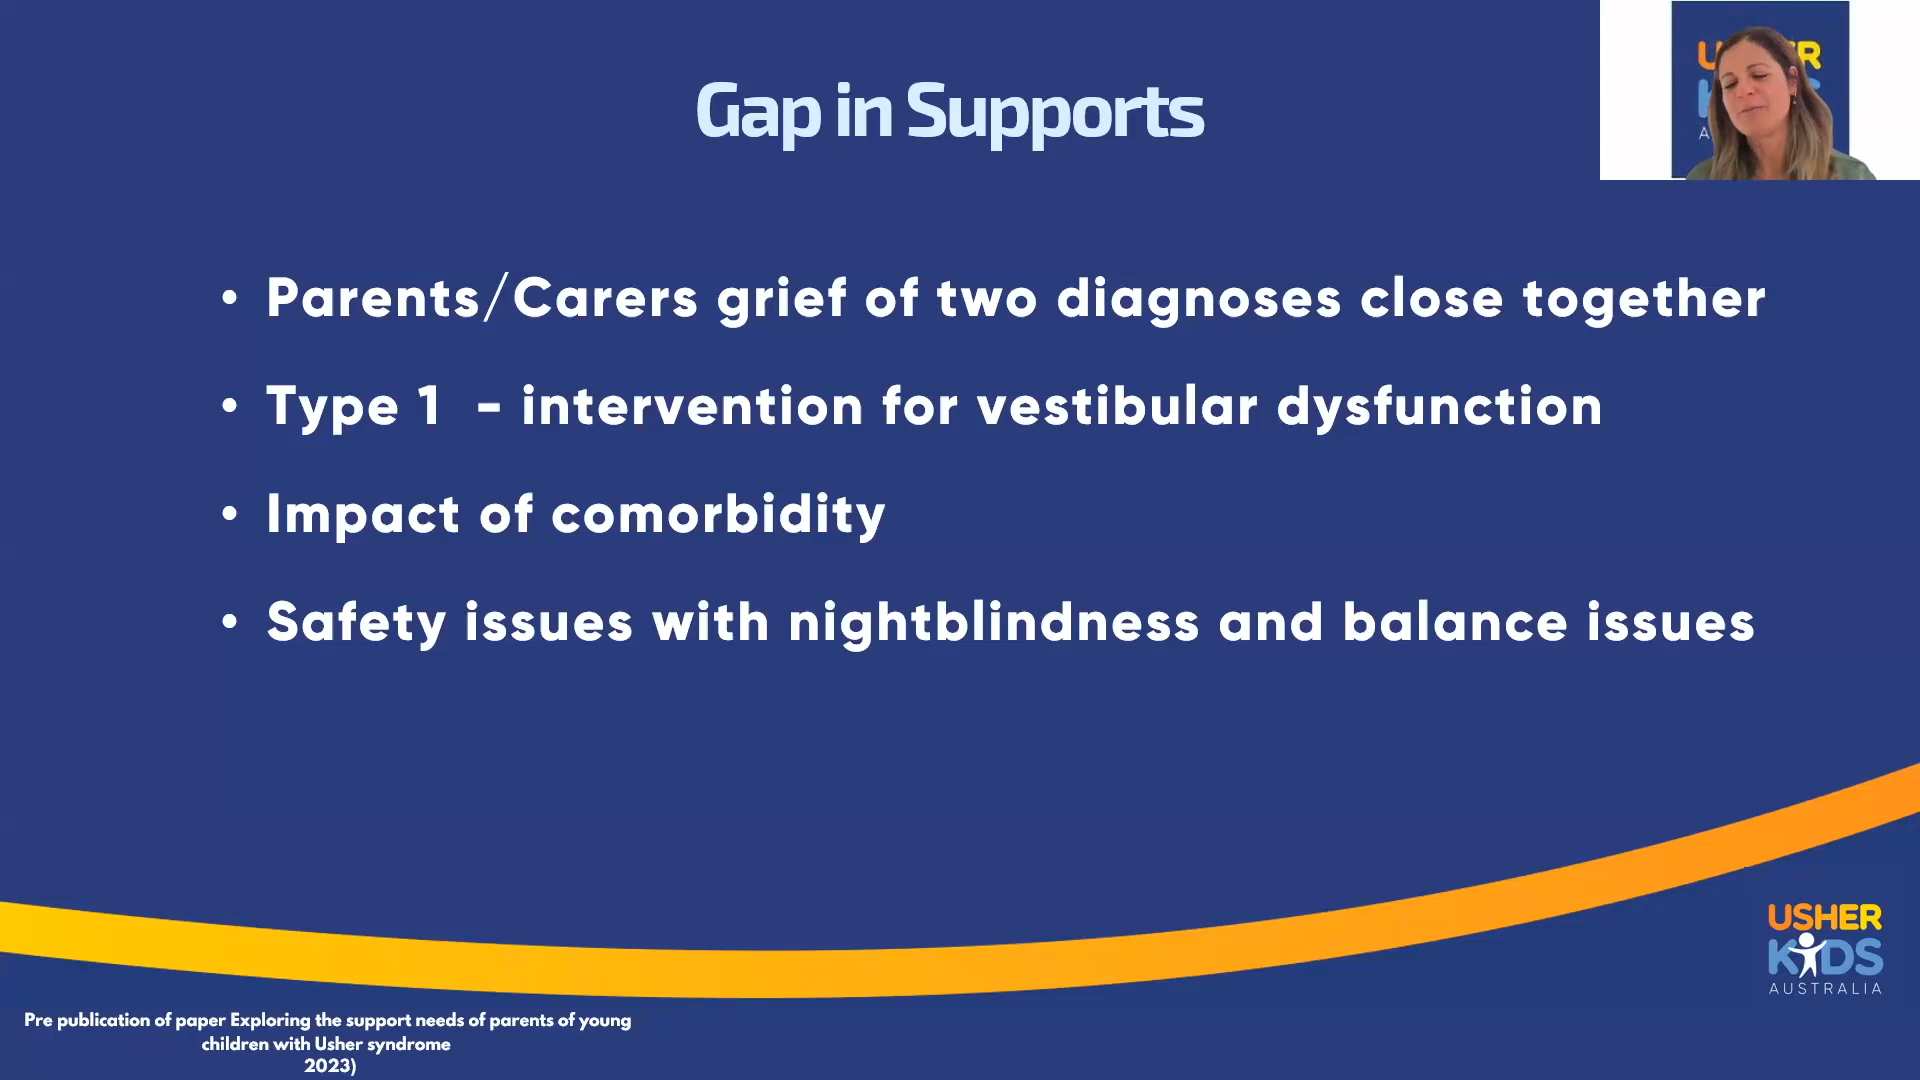 Gap in Supports
• Parents/Carers grief of two diagnoses close together
• Type 1 - intervention for vestibular dysfunction
• Impact of comorbidity
• Safety issues with nightblindness and balance issues
USHER
KIDS
AUSTRALIA
Pre publication of paper Exploring the support needs of parents of young
children with Usher syndrome
2023)